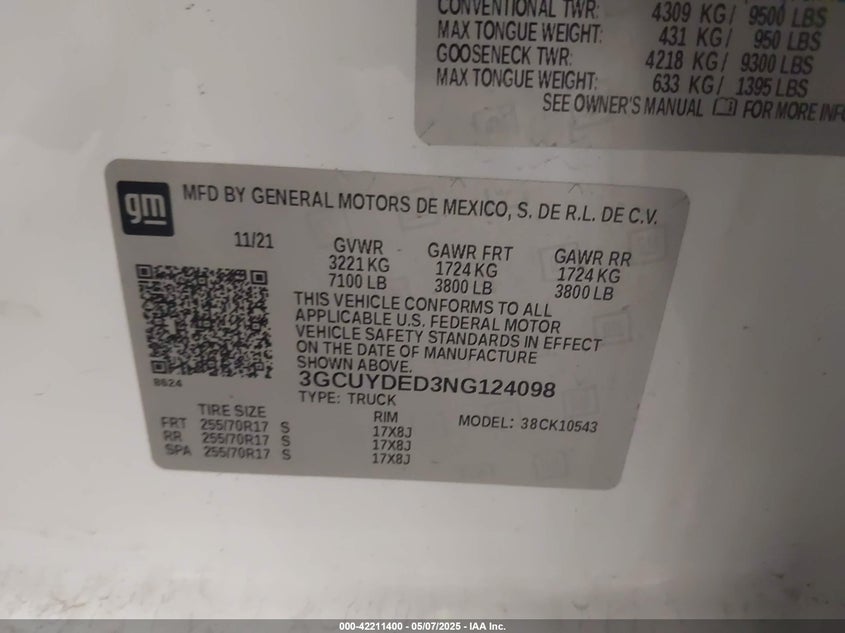 CONVENTIONAL TWR: 4309 KG/ 9500 LBS
MAX TONGUE WEIGHT: 431 KG/ 950 LBS
GOOSENECK TWR: 4218 KG/ 9300 LBS
MAX TONGUE WEIGHT: 633 KG/ 1395 LBS
SEE OWNER'S MANUAL FOR MORE
gm MFD BY GENERAL MOTORS DE MEXICO, S. DE R.L. DE C.V.
11/21 GVWR GAWR FRT GAWR RR
3221 KG 1724 KG 1724 KG
7100 LB 3800 LB 3800 LB
THIS VEHICLE CONFORMS TO ALL
APPLICABLE U.S. FEDERAL MOTOR
VEHICLE SAFETY STANDARDS IN EFFECT
ON THE DATE OF MANUFACTURE
SHOWN ABOVE.
8624 3GCUYDED3NG124098
TYPE: TRUCK
TIRE SIZE RIM MODEL: 38CK10543
FRT 255/70R17 S 17X8J
RR 255/70R17 S 17X8J
SPA 255/70R17 S 17X8J
000-42211400 - 05/07/2025 - IAA Inc.